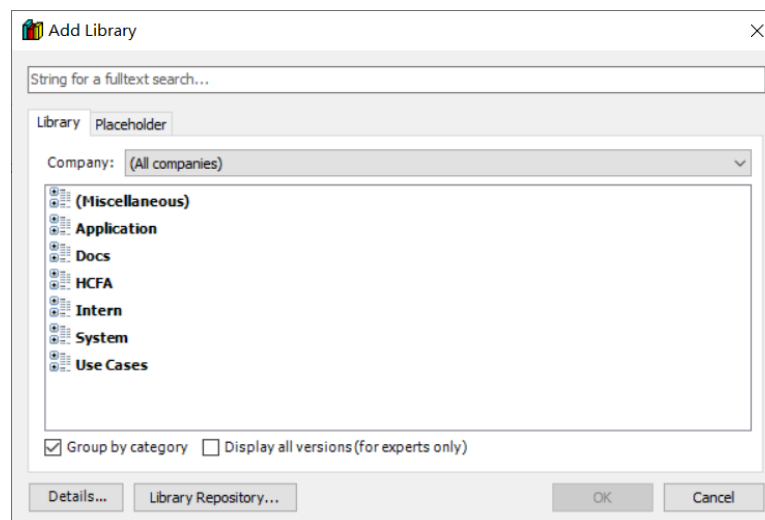 Add Library
String for a fulltext search...
Library Placeholder
Company: (All companies)
(Miscellaneous)
Application
Docs
HCFA
Intern
System
Use Cases
Group by category Display all versions(for experts only)
Details... Library Repository... OK Cancel